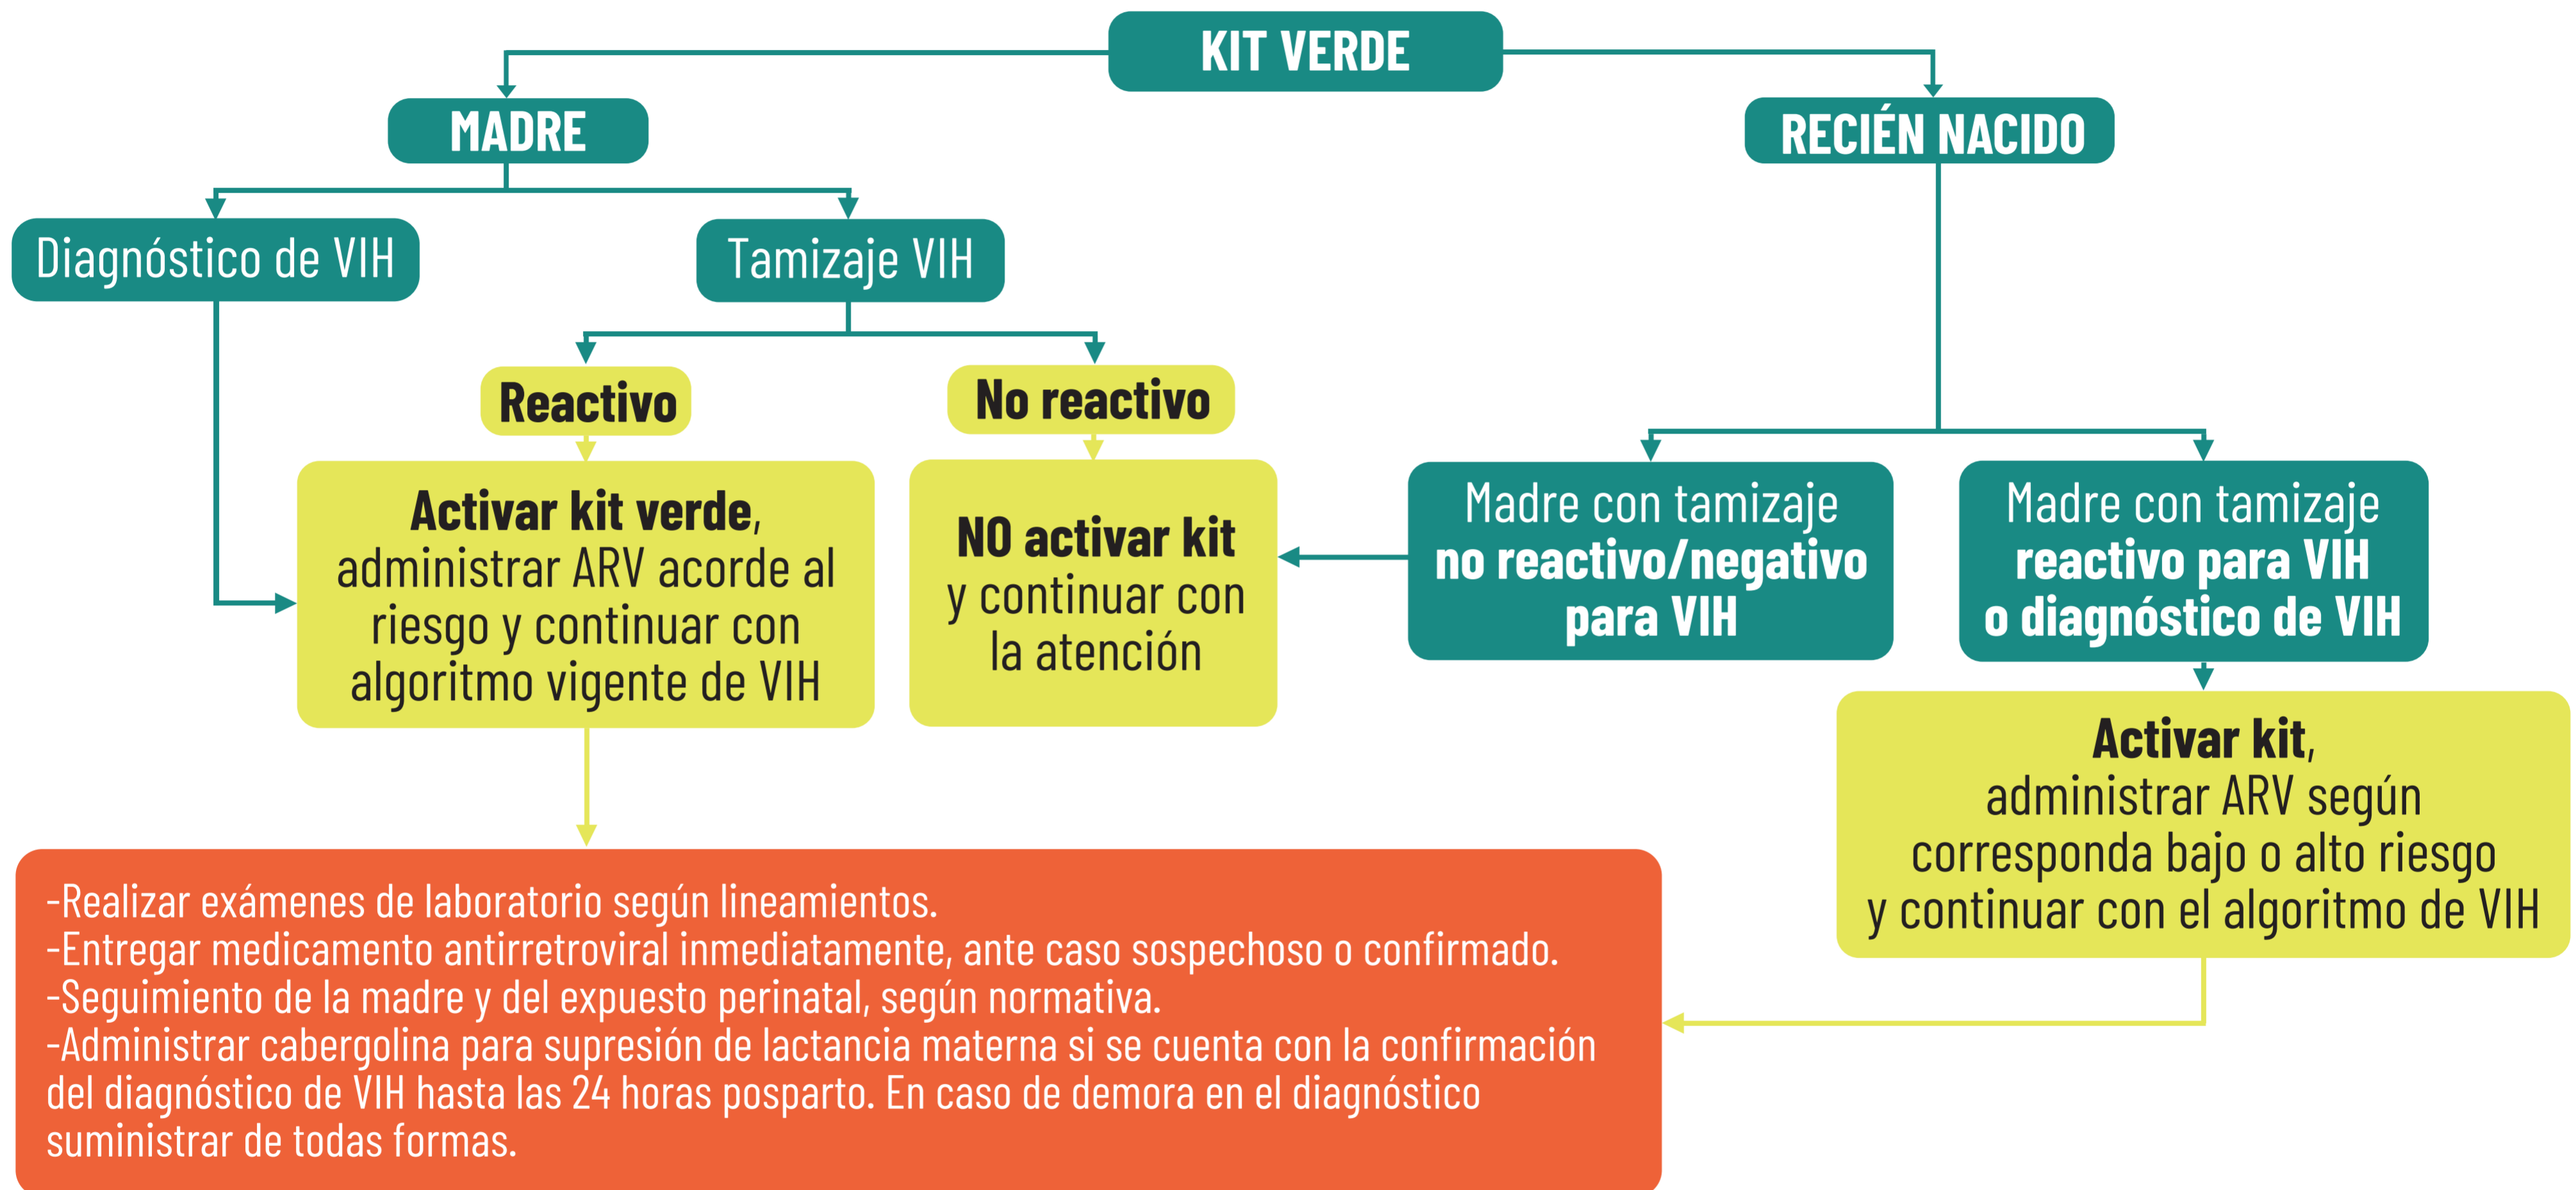 KIT VERDE
MADRE
RECIÉN NACIDO
Diagnóstico de VIH
Tamizaje VIH
Reactivo
No reactivo
Activar kit verde,
administrar ARV acorde al
riesgo y continuar con
algoritmo vigente de VIH
NO activar kit
y continuar con
la atención
Madre con tamizaje
no reactivo/negativo
para VIH
Madre con tamizaje
reactivo para VIH
o diagnóstico de VIH
Activar kit,
administrar ARV según
corresponda bajo o alto riesgo
y continuar con el algoritmo de VIH
-Realizar exámenes de laboratorio según lineamientos.
-Entregar medicamento antirretroviral inmediatamente, ante caso sospechoso o confirmado.
-Seguimiento de la madre y del expuesto perinatal, según normativa.
-Administrar cabergolina para supresión de lactancia materna si se cuenta con la confirmación
del diagnóstico de VIH hasta las 24 horas posparto. En caso de demora en el diagnóstico
suministrar de todas formas.